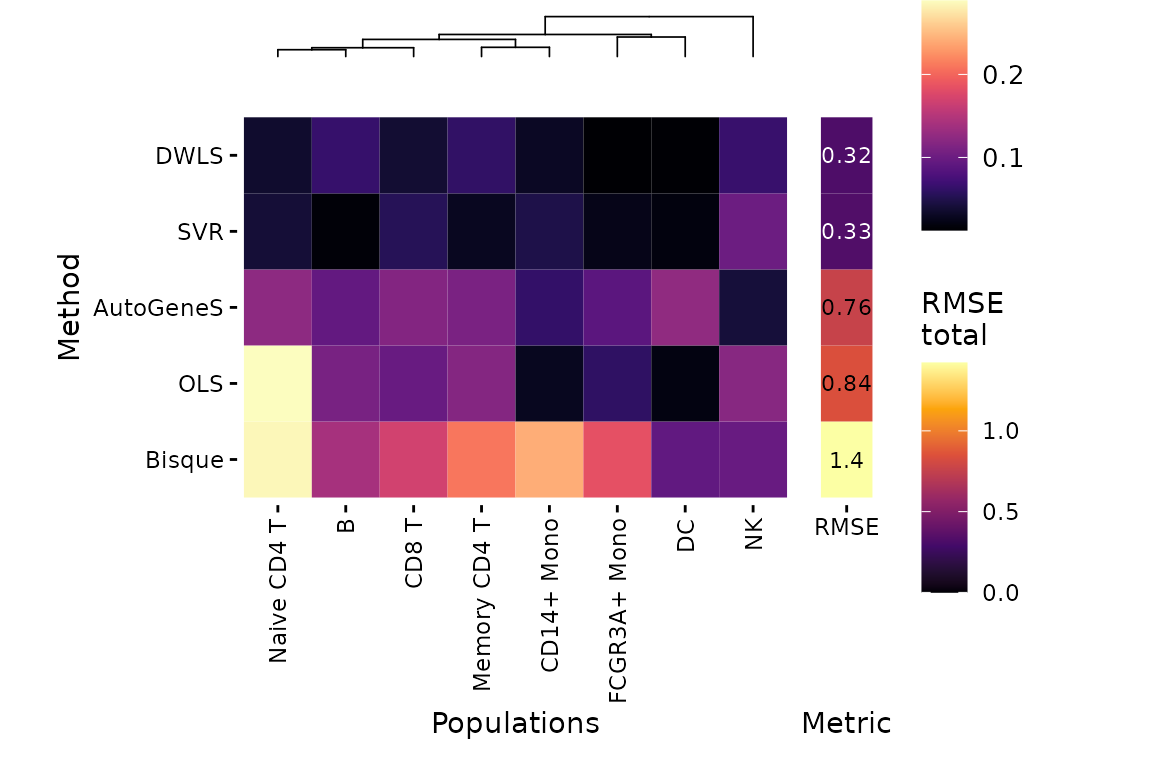 0.2
0.1
DWLS
0.32
SVR
0.33
AutoGeneS
0.76
OLS
0.84
Bisque
1.4
Method
Naive CD4 T
B
CD8 T
Memory CD4 T
CD14+ Mono
FCGR3A+ Mono
DC
NK
RMSE
Populations
Metric
RMSE
total
1.0
0.5
0.0